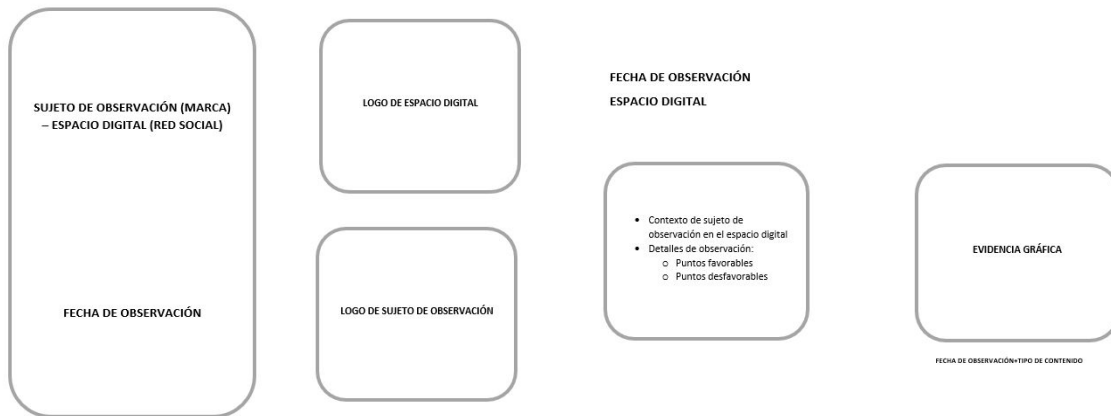 SUJETO DE OBSERVACIÓN (MARCA)
– ESPACIO DIGITAL (RED SOCIAL)
FECHA DE OBSERVACIÓN
LOGO DE ESPACIO DIGITAL
LOGO DE SUJETO DE OBSERVACIÓN
FECHA DE OBSERVACIÓN
ESPACIO DIGITAL
• Contexto de sujeto de
observación en el espacio digital
• Detalles de observación:
o Puntos favorables
o Puntos desfavorables
EVIDENCIA GRÁFICA
FECHA DE OBSERVACIÓN+TIPO DE CONTENIDO